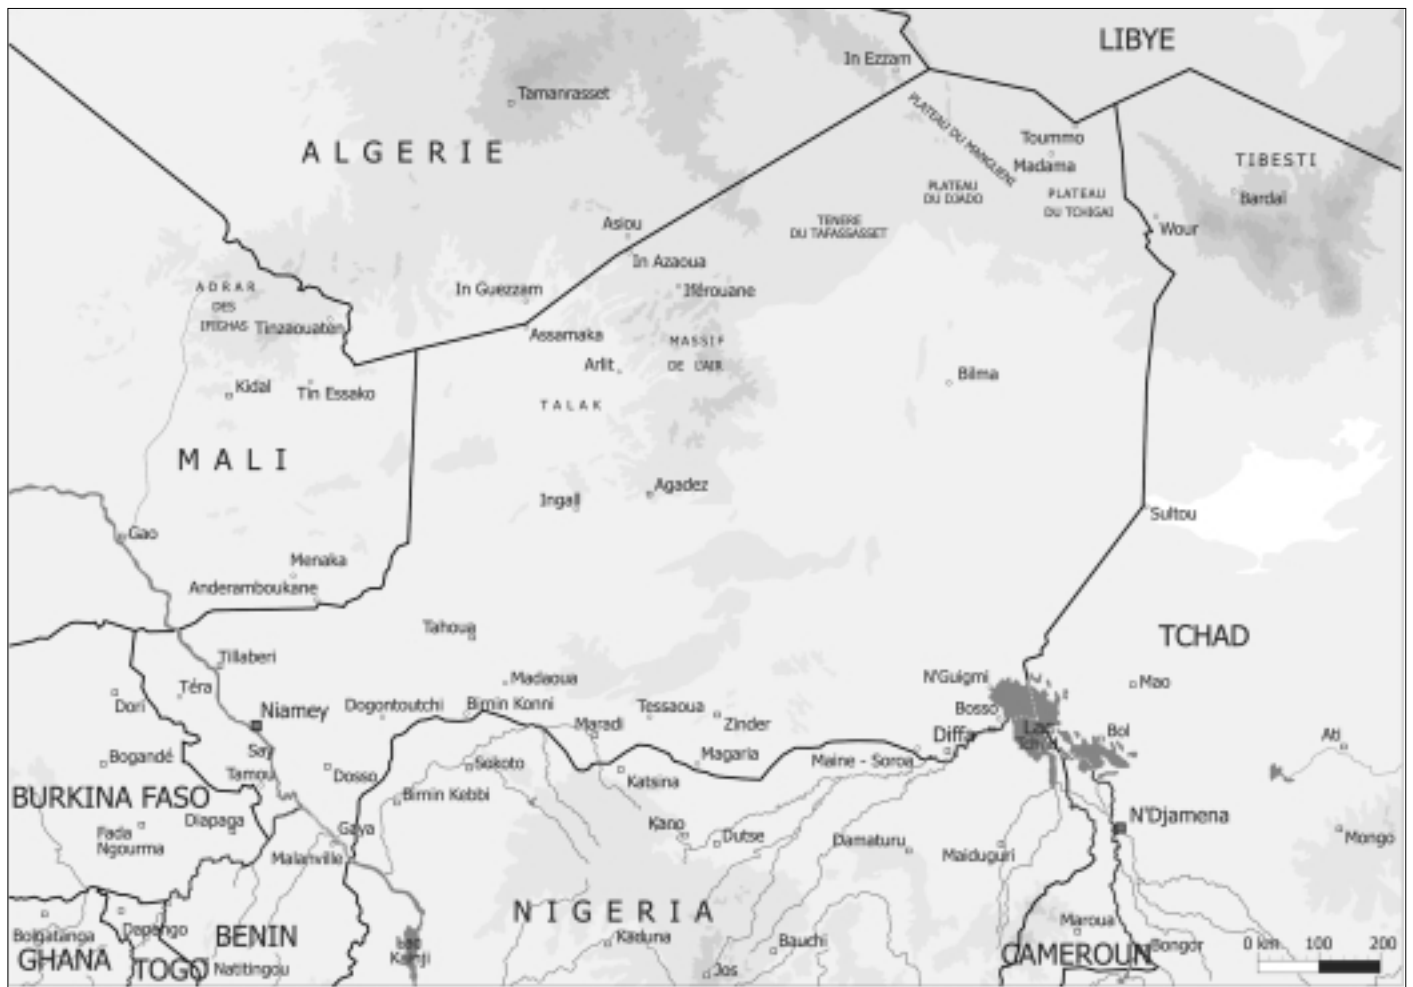 LIBYE
In Ezzam
Tamanrasset
PLATEAU DU MANGUENI
Toummo
Madama
ALGERIE
TIBESTI
Bardaï
PLATEAU
DU DJADO
PLATEAU
DU TCHIGAI
TENERE
DU TAFASSASSET
Wour
Asiou
In Azaoua
In Guezzam
Iférouane
ADRAR
DES
IFIGHAS
Tinzaouaten
Assamaka
MASSIF
DE L'AIR
Arlit
Bilma
Kidal
Tin Essako
TALAK
MALI
Agadez
Ingall
Sultou
Gao
Menaka
Anderamboukane
Tahoua
TCHAD
Tillaberi
N'Guigmi
Mao
Téra
Madaoua
Dori
Niamey
Dogontoutchi
Birnin Konni
Tessaoua
Zinder
Maradi
Bosso
Diffa
Lac
Tchad
Bol
Ati
Say
Bogandé
Tamou
Dosso
Sokoto
Magaria
Maine - Soroa
Katsina
BURKINA FASO
Birnin Kebbi
Diapaga
Fada
Ngourma
Gaya
Malanville
Kano
Dutse
Damaturu
Maiduguri
N'Djamena
Mongo
NIGERIA
Bolgatanga
Dapango
BENIN
Kaduna
Bauchi
Maroua
CAMEROUN
Bongor
GHANA
TOGO
Natitingou
Kainji
Jos
0 km 100 200